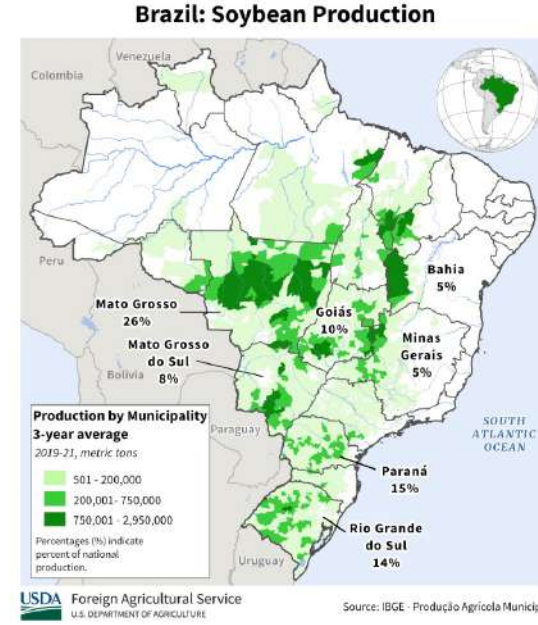 Brazil: Soybean Production
Venezuela
Colombia
Peru
Bahia
5%
Mato Grosso
26%
Goiás
10%
Mato Grosso
do Sul
8%
Minas
Gerais
5%
Bolivia
Production by Municipality
3-year average
2019-21, metric tons
501 - 200,000
200,001- 750,000
750,001 - 2,950,000
Percentages (%) indicate
percent of national
production.
Paraguay
SOUTH
ATLANTIC
OCEAN
Paraná
15%
Rio Grande
do Sul
14%
Uruguay
USDA Foreign Agricultural Service
U.S. DEPARTMENT OF AGRICULTURE
Source: IBGE - Produção Agrícola Municip